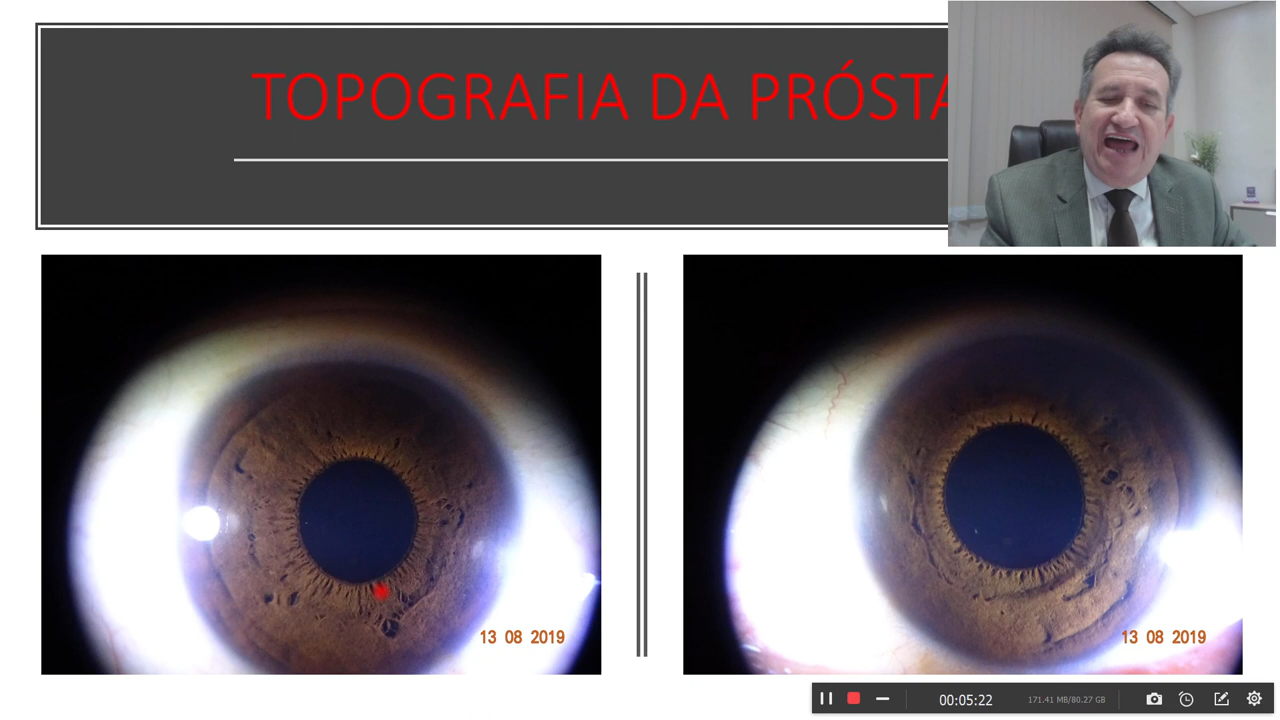 TOPOGRAFIA DA PRÓSTA
13 08 2019
13 08 2019
00:05:22
171.41 MB/80.27 GB